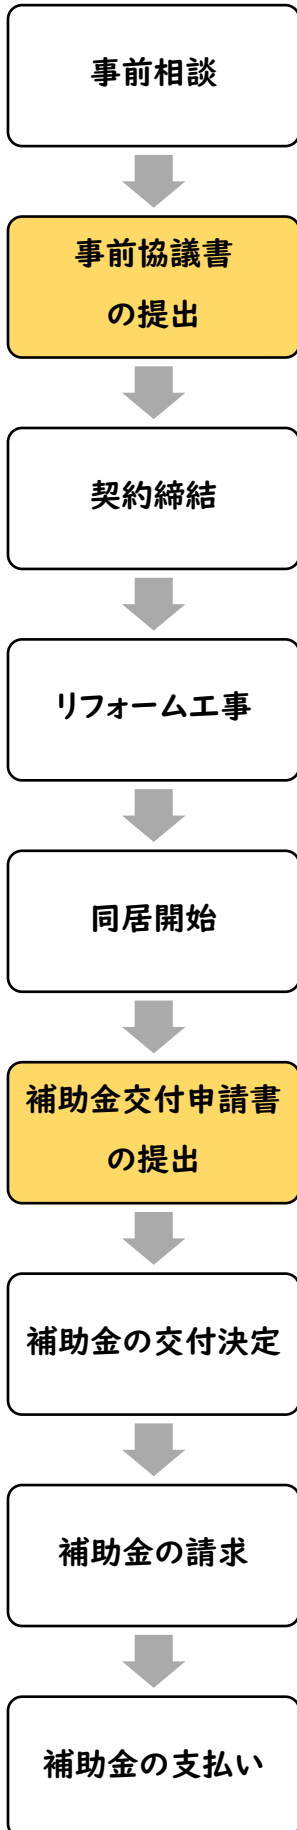 事前相談
事前協議書
の提出
契約締結
リフォーム工事
同居開始
補助金交付申請書
の提出
補助金の交付決定
補助金の請求
補助金の支払い